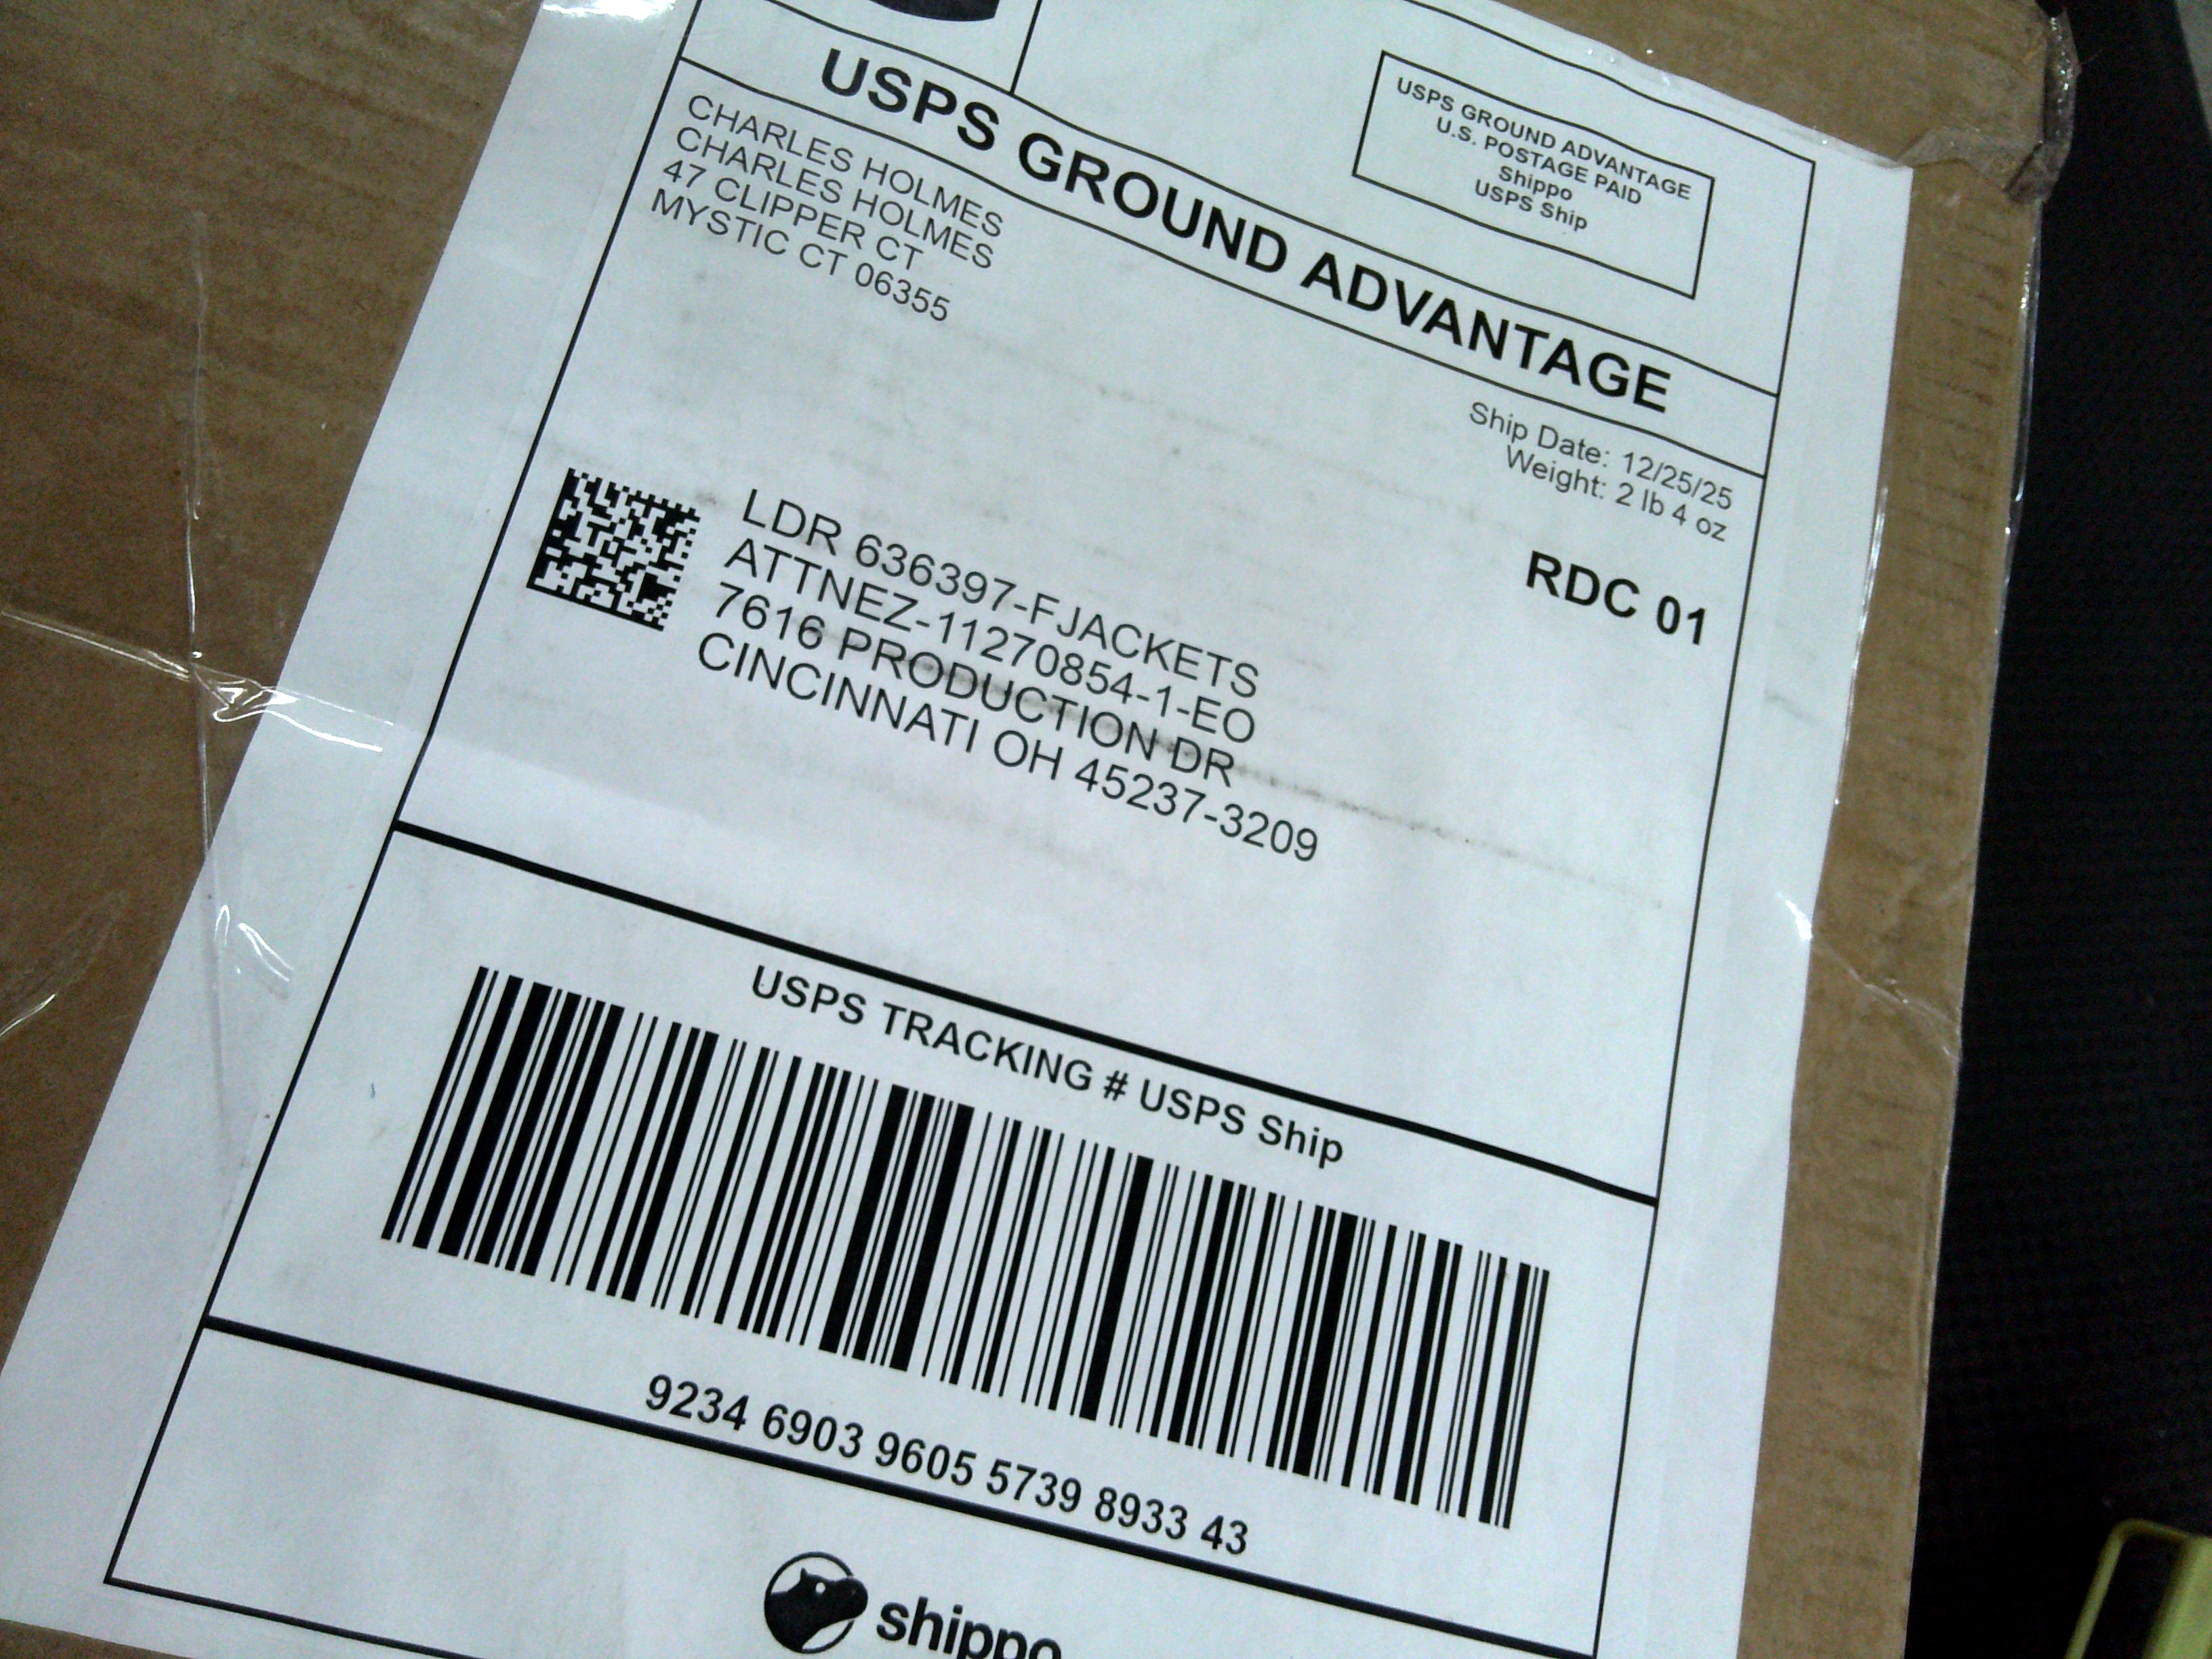 USPS GROUND ADVANTAGE
U.S. POSTAGE PAID
Shippo
USPS Ship
USPS GROUND ADVANTAGE
CHARLES HOLMES
CHARLES HOLMES
47 CLIPPER CT
MYSTIC CT 06355
Ship Date: 12/25/25
Weight: 2 lb 4 oz
RDC 01
LDR 636397-FJACKETS
ATTNEZ-11270854-1-EO
7616 PRODUCTION DR
CINCINNATI OH 45237-3209
USPS TRACKING # USPS Ship
9234 6903 9605 5739 8933 43
shippo